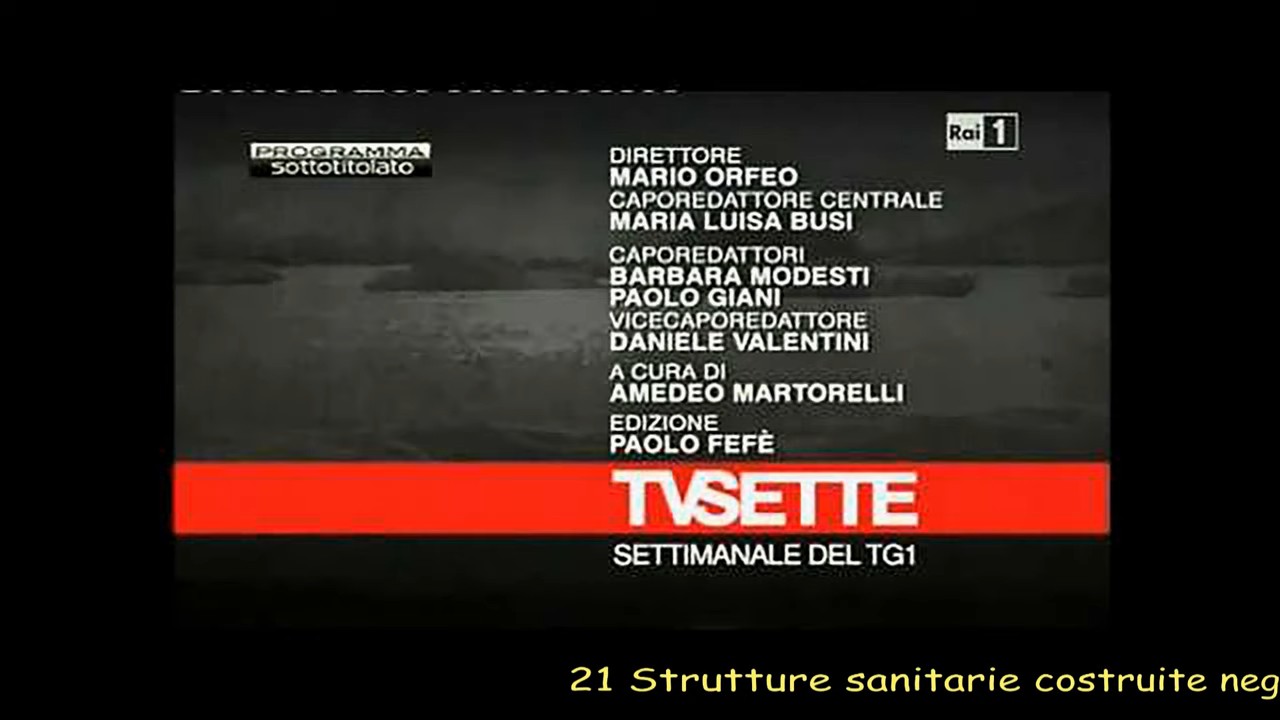 PROGRAMMA
sottotitolato
Rai 1
DIRETTORE
MARIO ORFEO
CAPOREDATTORE CENTRALE
MARIA LUISA BUSI
CAPOREDATTORI
BARBARA MODESTI
PAOLO GIANI
VICECAPOREDATTORE
DANIELE VALENTINI
A CURA DI
AMEDEO MARTORELLI
EDIZIONE
PAOLO FEFÈ
TVSETTE
SETTIMANALE DEL TG1
21 Strutture sanitarie costruite neg